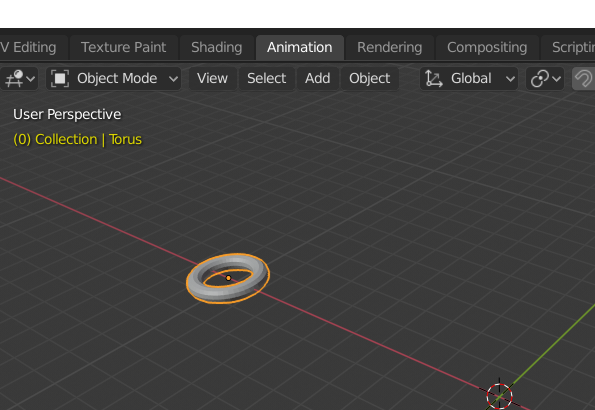 V Editing Texture Paint Shading Animation Rendering Compositing Scriptin
Object Mode View Select Add Object Global
User Perspective
(0) Collection | Torus